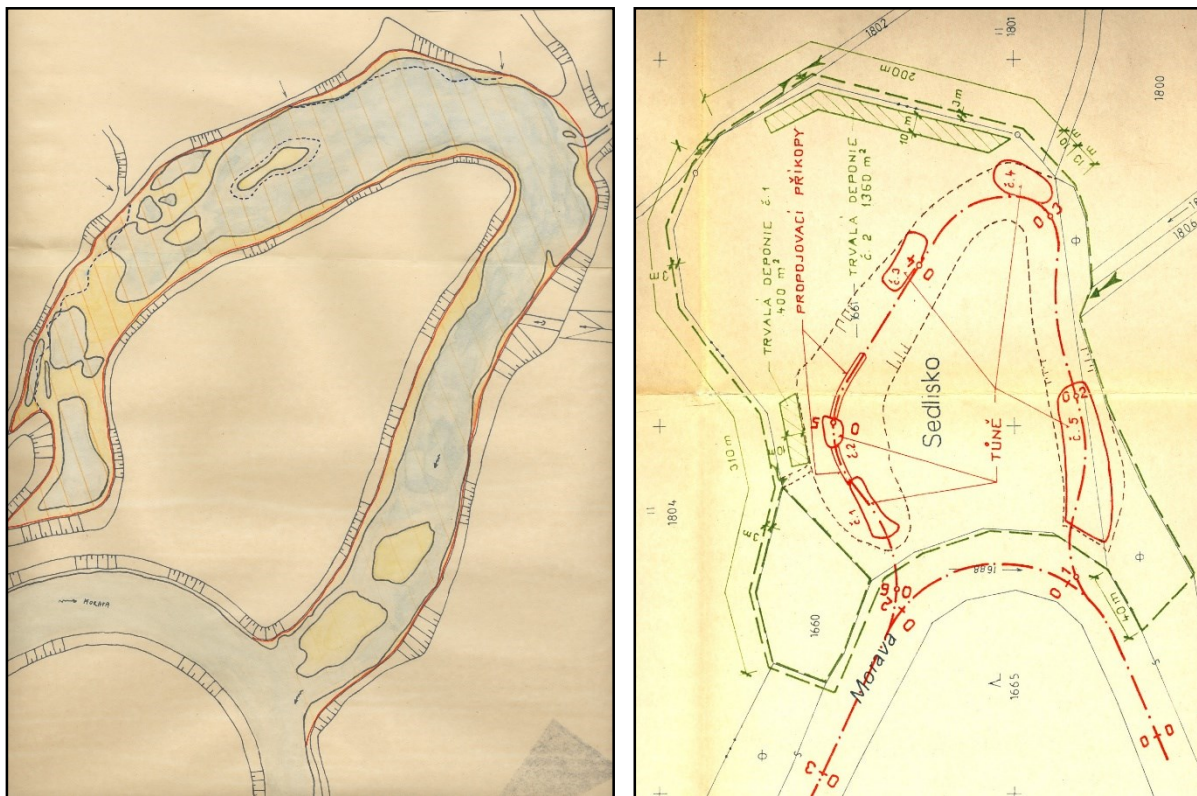 MORAVA
1802
1801
1800
200 m
3 m
10 m
TRVALÁ DEPONIE Č.1
400 m²
PROPOJOVACÍ PŘÍKOPY
TRVALÁ DEPONIE
Č. 2 1360 m²
1661
č.4
č.3
č.2
č.1
č.5
Sedlisko
TŮNĚ
310 m
1804
1806
1660
1688
40 m
Morava
1665